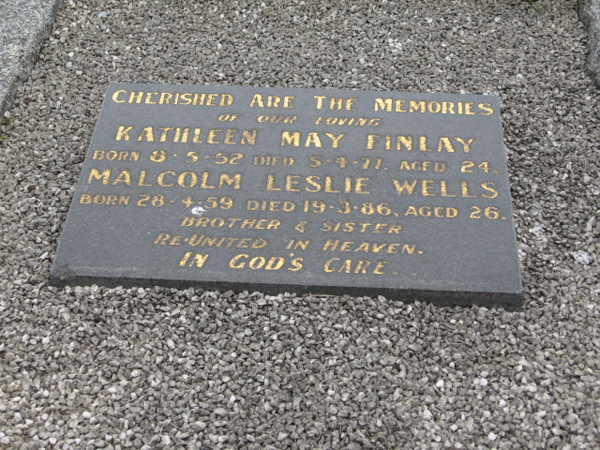 CHERISHED ARE THE MEMORIES
OF OUR LOVING
KATHLEEN MAY FINLAY
BORN 8-5-52 DIED 5-4-77. AGED 24.
MALCOLM LESLIE WELLS
BORN 28-4-59. DIED 19-3-86. AGED 26.
BROTHER & SISTER
RE-UNITED IN HEAVEN.
IN GOD'S CARE.